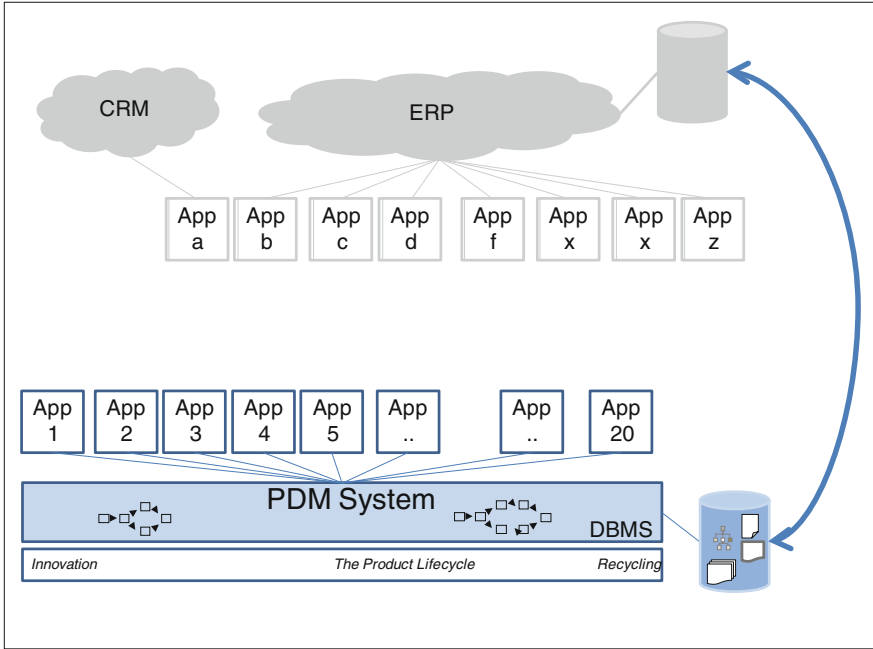 CRM
ERP
App
a
App
b
App
c
App
d
App
f
App
x
App
x
App
z
App
1
App
2
App
3
App
4
App
5
App
..
App
..
App
20
PDM System
DBMS
Innovation
The Product Lifecycle
Recycling